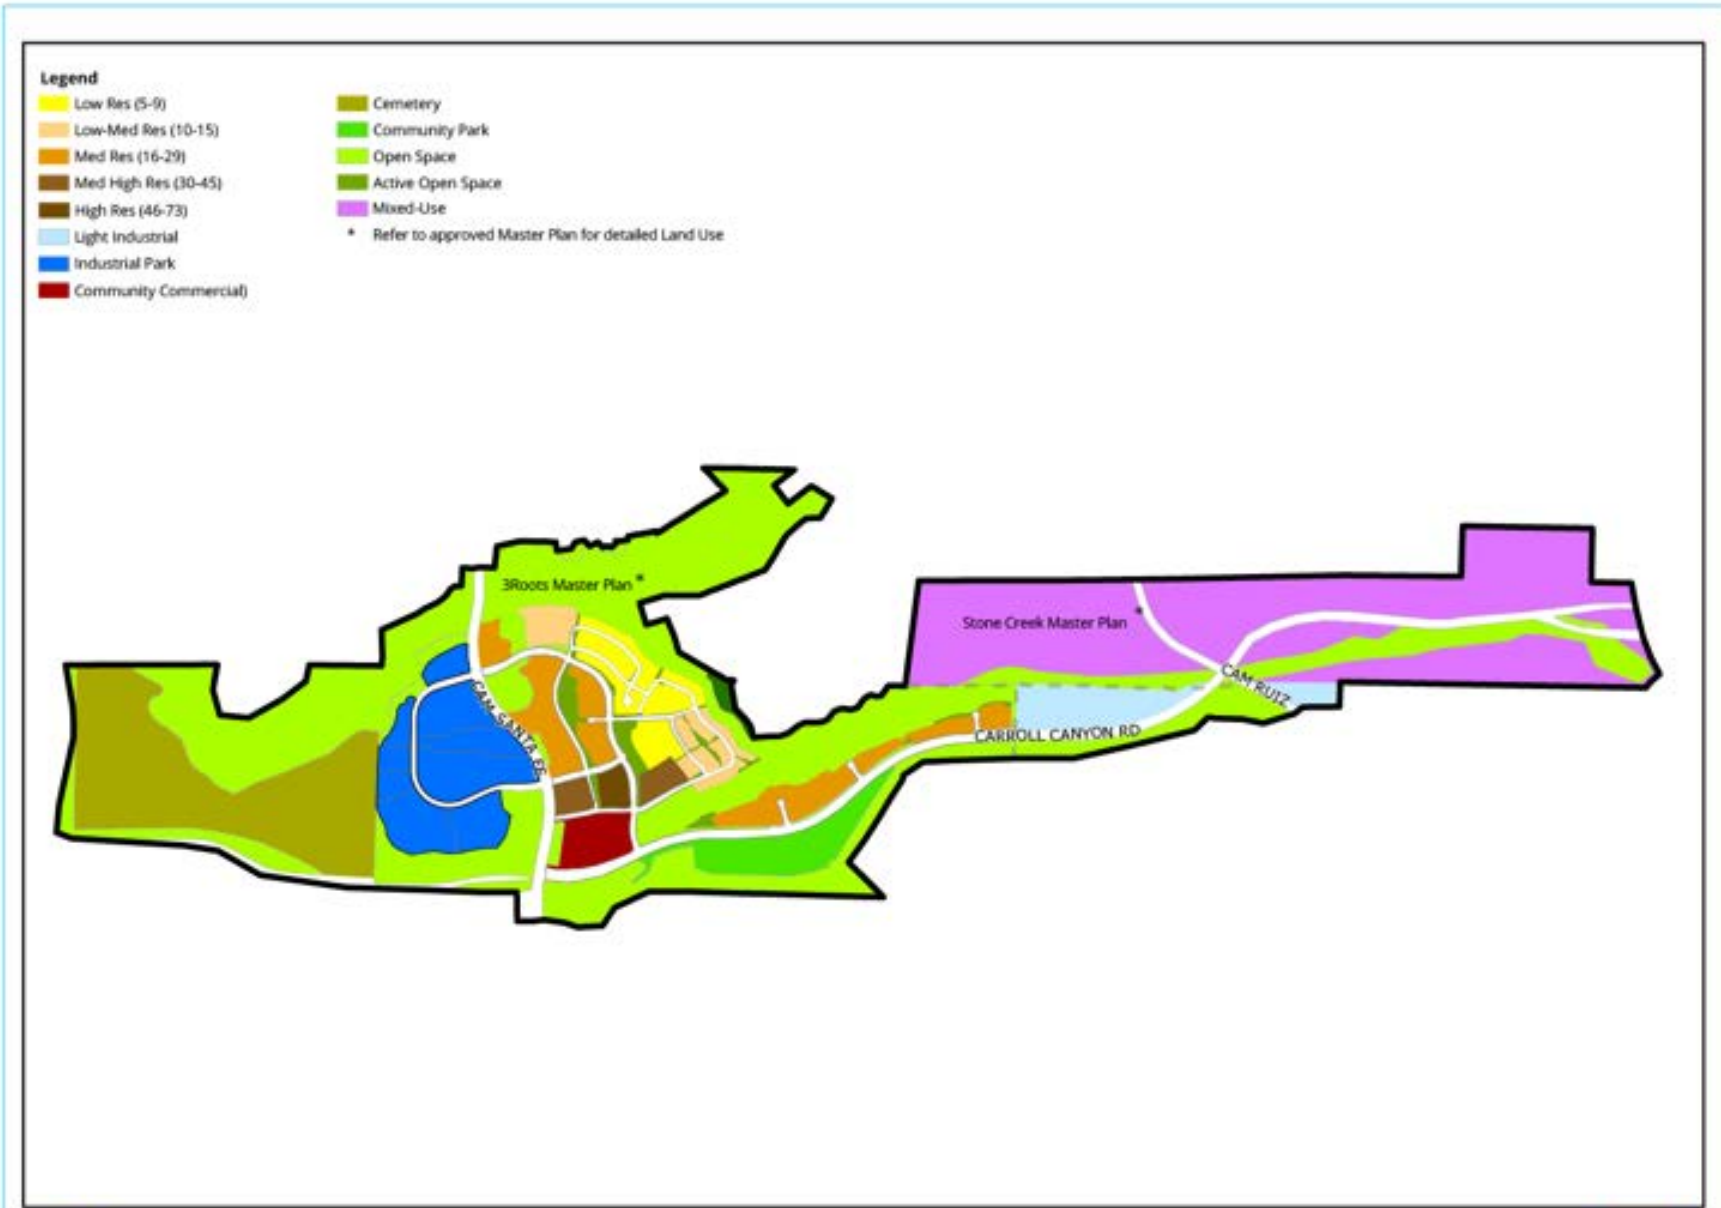 Legend
Low Res (5-9)
Low-Med Res (10-15)
Med Res (16-29)
Med High Res (30-45)
High Res (46-73)
Light Industrial
Industrial Park
Community Commercial)
Cemetery
Community Park
Open Space
Active Open Space
Mixed-Use
* Refer to approved Master Plan for detailed Land Use
3Roots Master Plan *
Stone Creek Master Plan *
CAM SANTA FE
CAM RUIZ
CARROLL CANYON RD